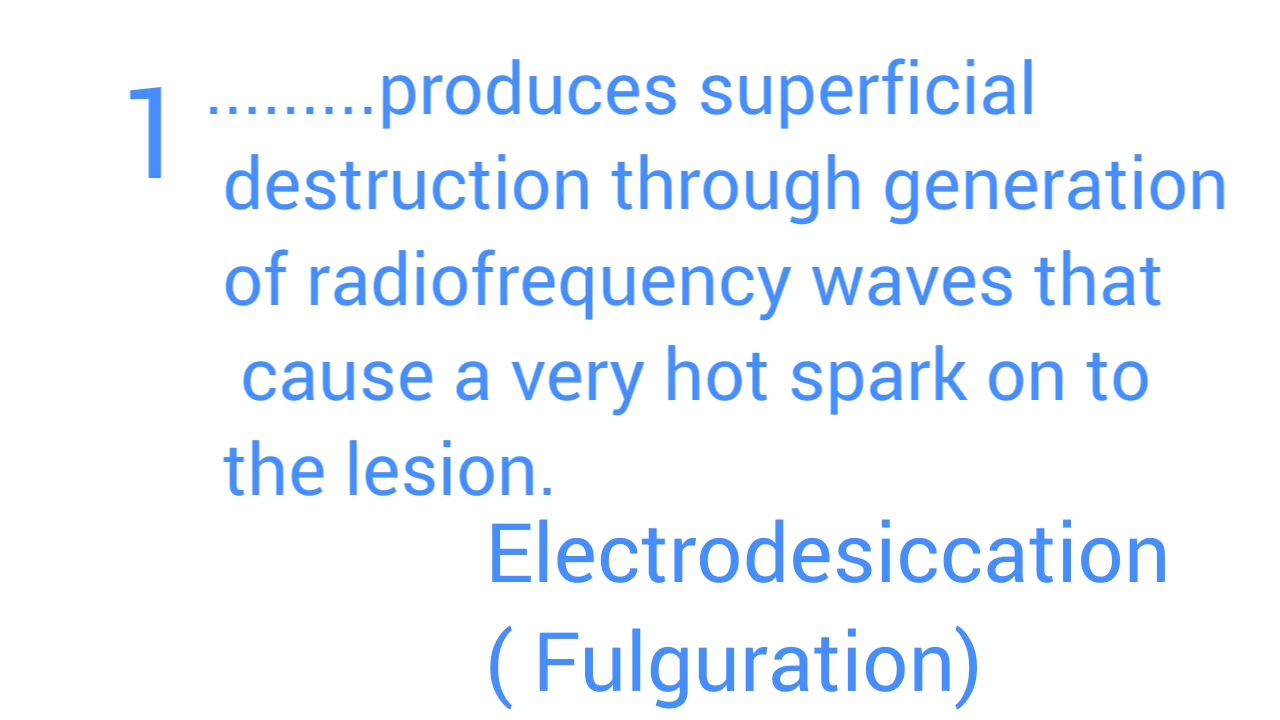 1 .........produces superficial
destruction through generation
of radiofrequency waves that
cause a very hot spark on to
the lesion.
Electrodesiccation
( Fulguration)